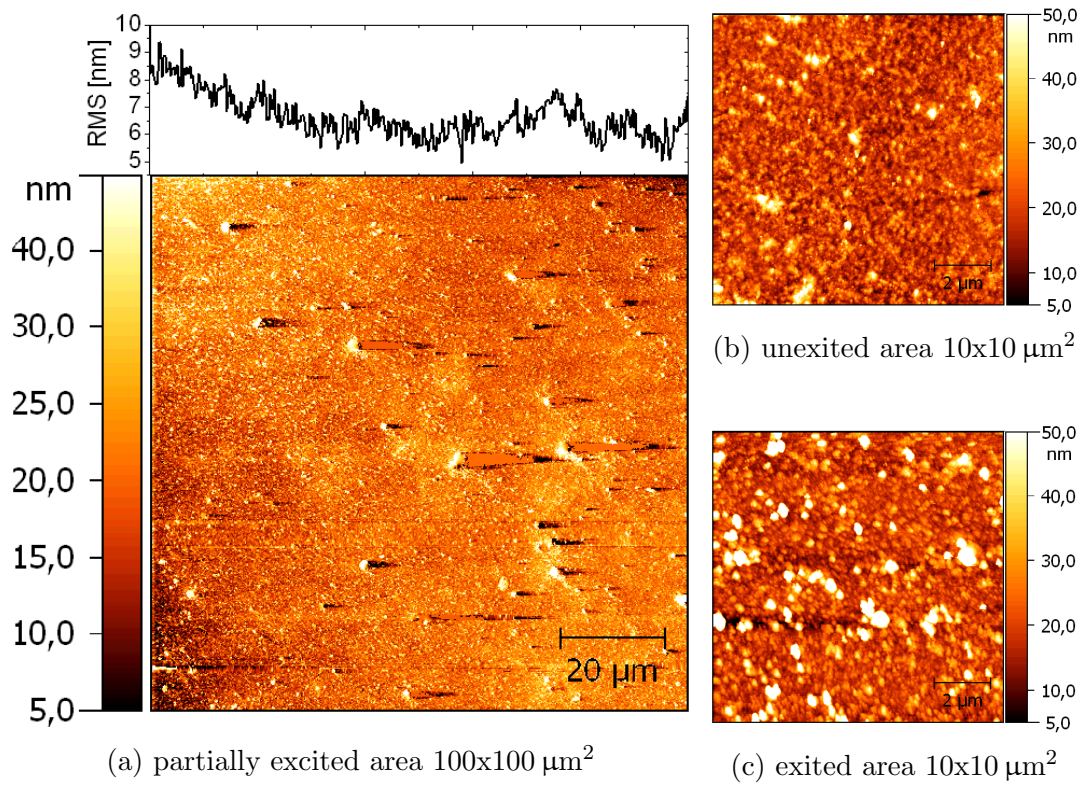 10
9
8
7
6
5
RMS [nm]
nm
40,0
30,0
25,0
20,0
15,0
10,0
5,0
20 µm
(a) partially excited area 100x100 µm²
50,0
nm
40,0
30,0
20,0
10,0
5,0
2 µm
(b) unexited area 10x10 µm²
50,0
nm
40,0
30,0
20,0
10,0
5,0
2 µm
(c) exited area 10x10 µm²